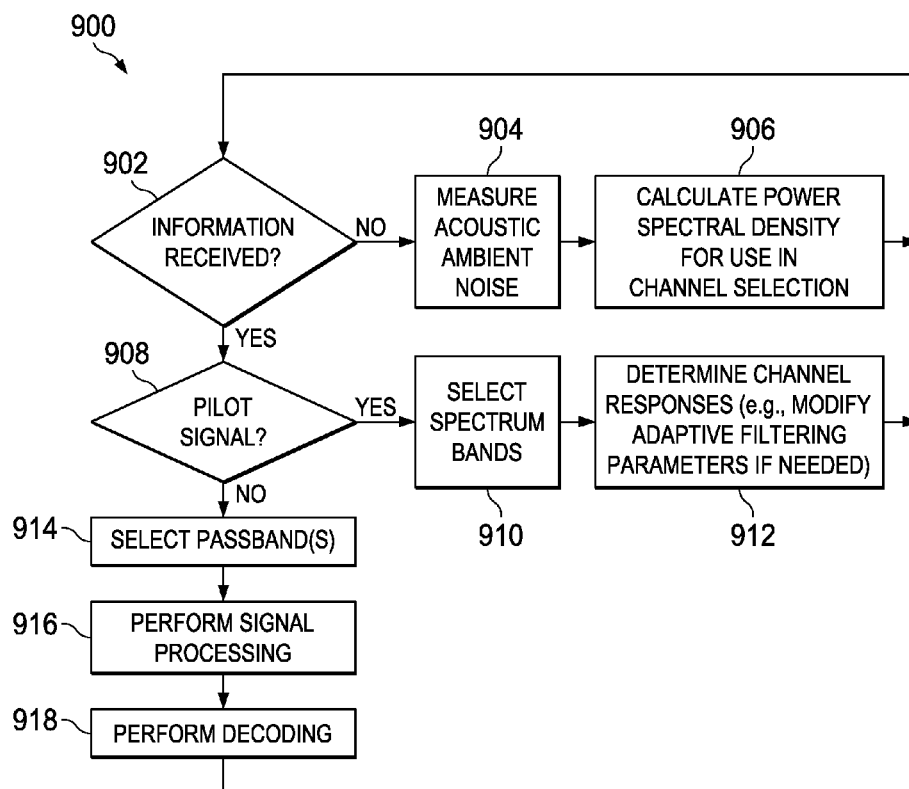 900
902
INFORMATION
RECEIVED?
NO
YES
904
MEASURE
ACOUSTIC
AMBIENT
NOISE
906
CALCULATE POWER
SPECTRAL DENSITY
FOR USE IN
CHANNEL SELECTION
908
PILOT
SIGNAL?
YES
NO
SELECT
SPECTRUM
BANDS
910
DETERMINE CHANNEL
RESPONSES (e.g., MODIFY
ADAPTIVE FILTERING
PARAMETERS IF NEEDED)
912
914
SELECT PASSBAND(S)
916
PERFORM SIGNAL
PROCESSING
918
PERFORM DECODING